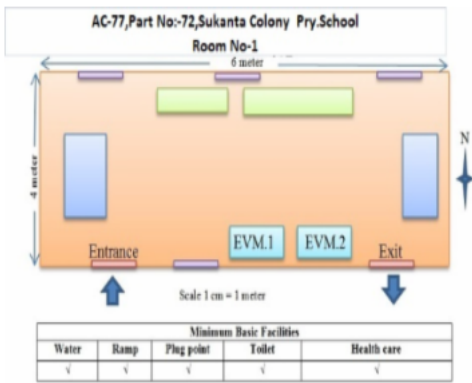 AC-77,Part No:-72,Sukanta Colony Pry.School
Room No-1
6 meter
4 meter
N
EVM.1 EVM.2
Entrance Exit
Scale 1 cm = 1 meter
Minimum Basic Facilities
Water Ramp Plug point Toilet Health care
√ √ √ √ √